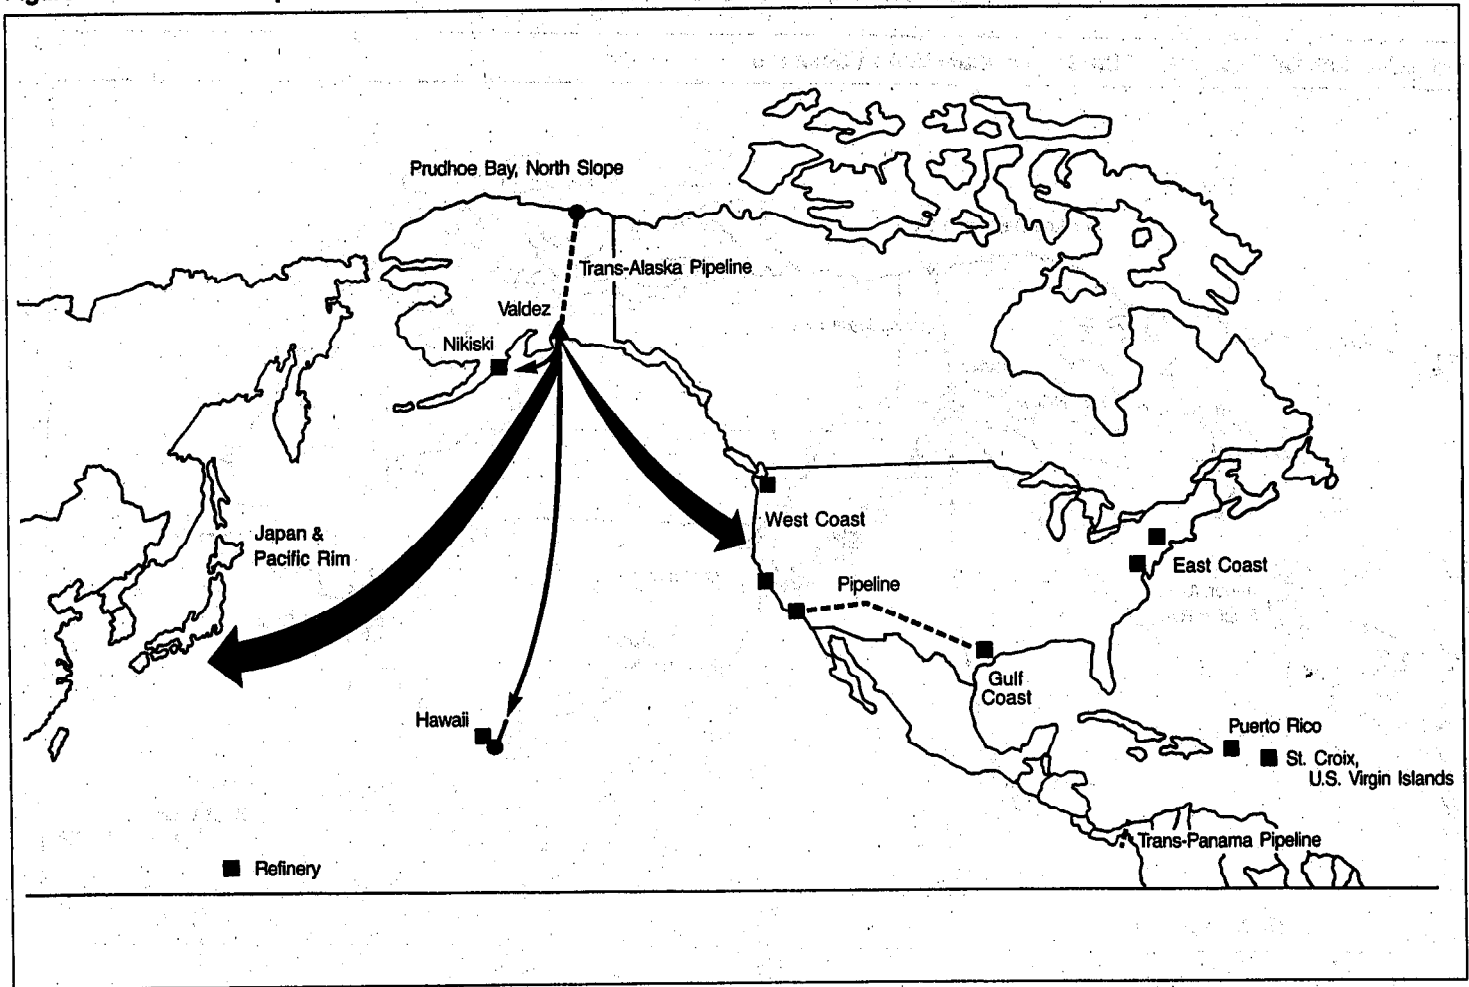 Prudhoe Bay, North Slope
Trans-Alaska Pipeline
Valdez
Nikiski
Japan &
Pacific Rim
West Coast
East Coast
Pipeline
Gulf
Coast
Hawaii
Puerto Rico
St. Croix,
U.S. Virgin Islands
Trans-Panama Pipeline
Refinery